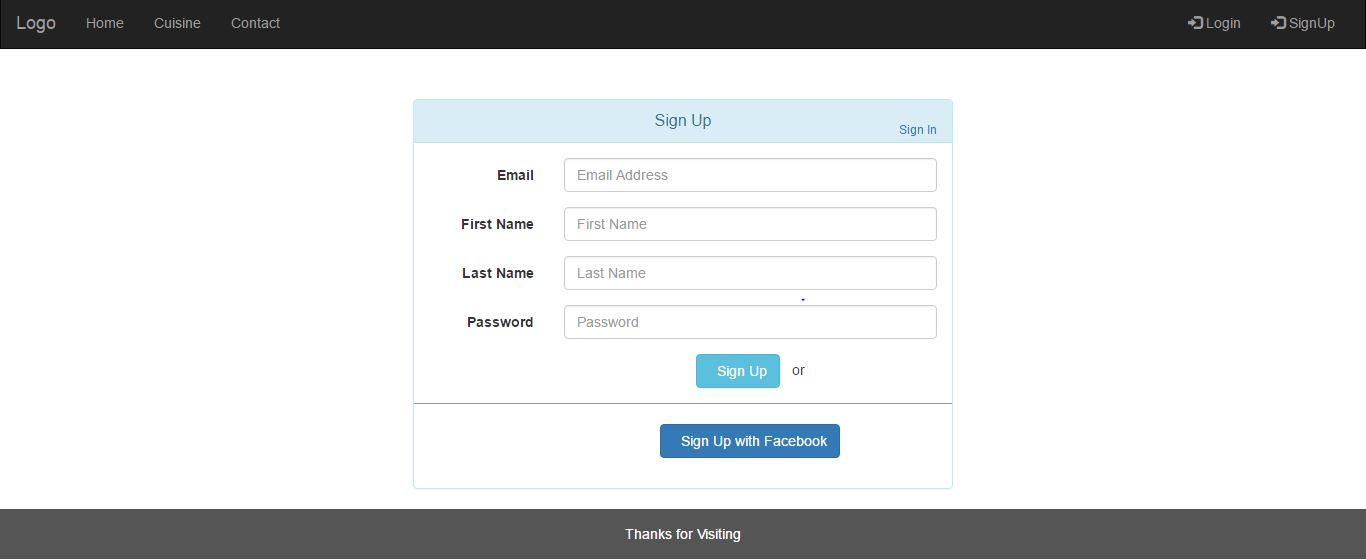 Logo Home Cuisine Contact Login SignUp
Sign Up
Sign In
Email Email Address
First Name First Name
Last Name Last Name
Password Password
Sign Up or
Sign Up with Facebook
Thanks for Visiting